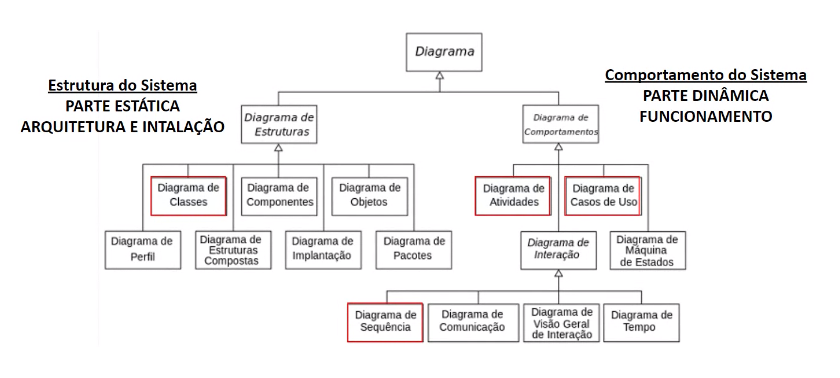 Diagrama
Estrutura do Sistema
PARTE ESTÁTICA
ARQUITETURA E INTALAÇÃO
Comportamento do Sistema
PARTE DINÂMICA
FUNCIONAMENTO
Diagrama de
Estruturas
Diagrama de
Comportamentos
Diagrama de
Classes
Diagrama de
Componentes
Diagrama de
Objetos
Diagrama de
Atividades
Diagrama de
Casos de Uso
Diagrama de
Perfil
Diagrama de
Estruturas
Compostas
Diagrama de
Implantação
Diagrama de
Pacotes
Diagrama de
Interação
Diagrama de
Máquina
de Estados
Diagrama de
Sequência
Diagrama de
Comunicação
Diagrama de
Visão Geral
de Interação
Diagrama de
Tempo